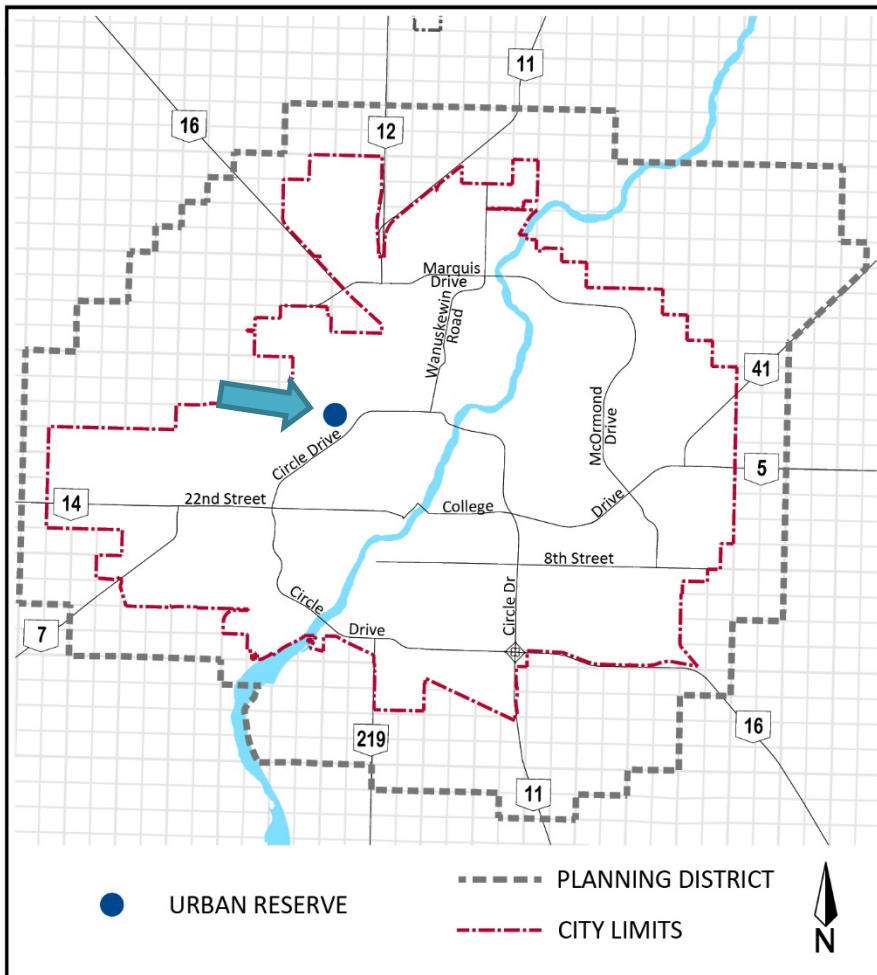 11
16
12
Marquis
Drive
Wanuskewin
Road
41
McOrmond
Drive
Circle Drive
5
22nd Street
14
College
Drive
8th Street
Circle
Drive
Circle Dr
7
16
219
11
URBAN RESERVE
PLANNING DISTRICT
CITY LIMITS
N